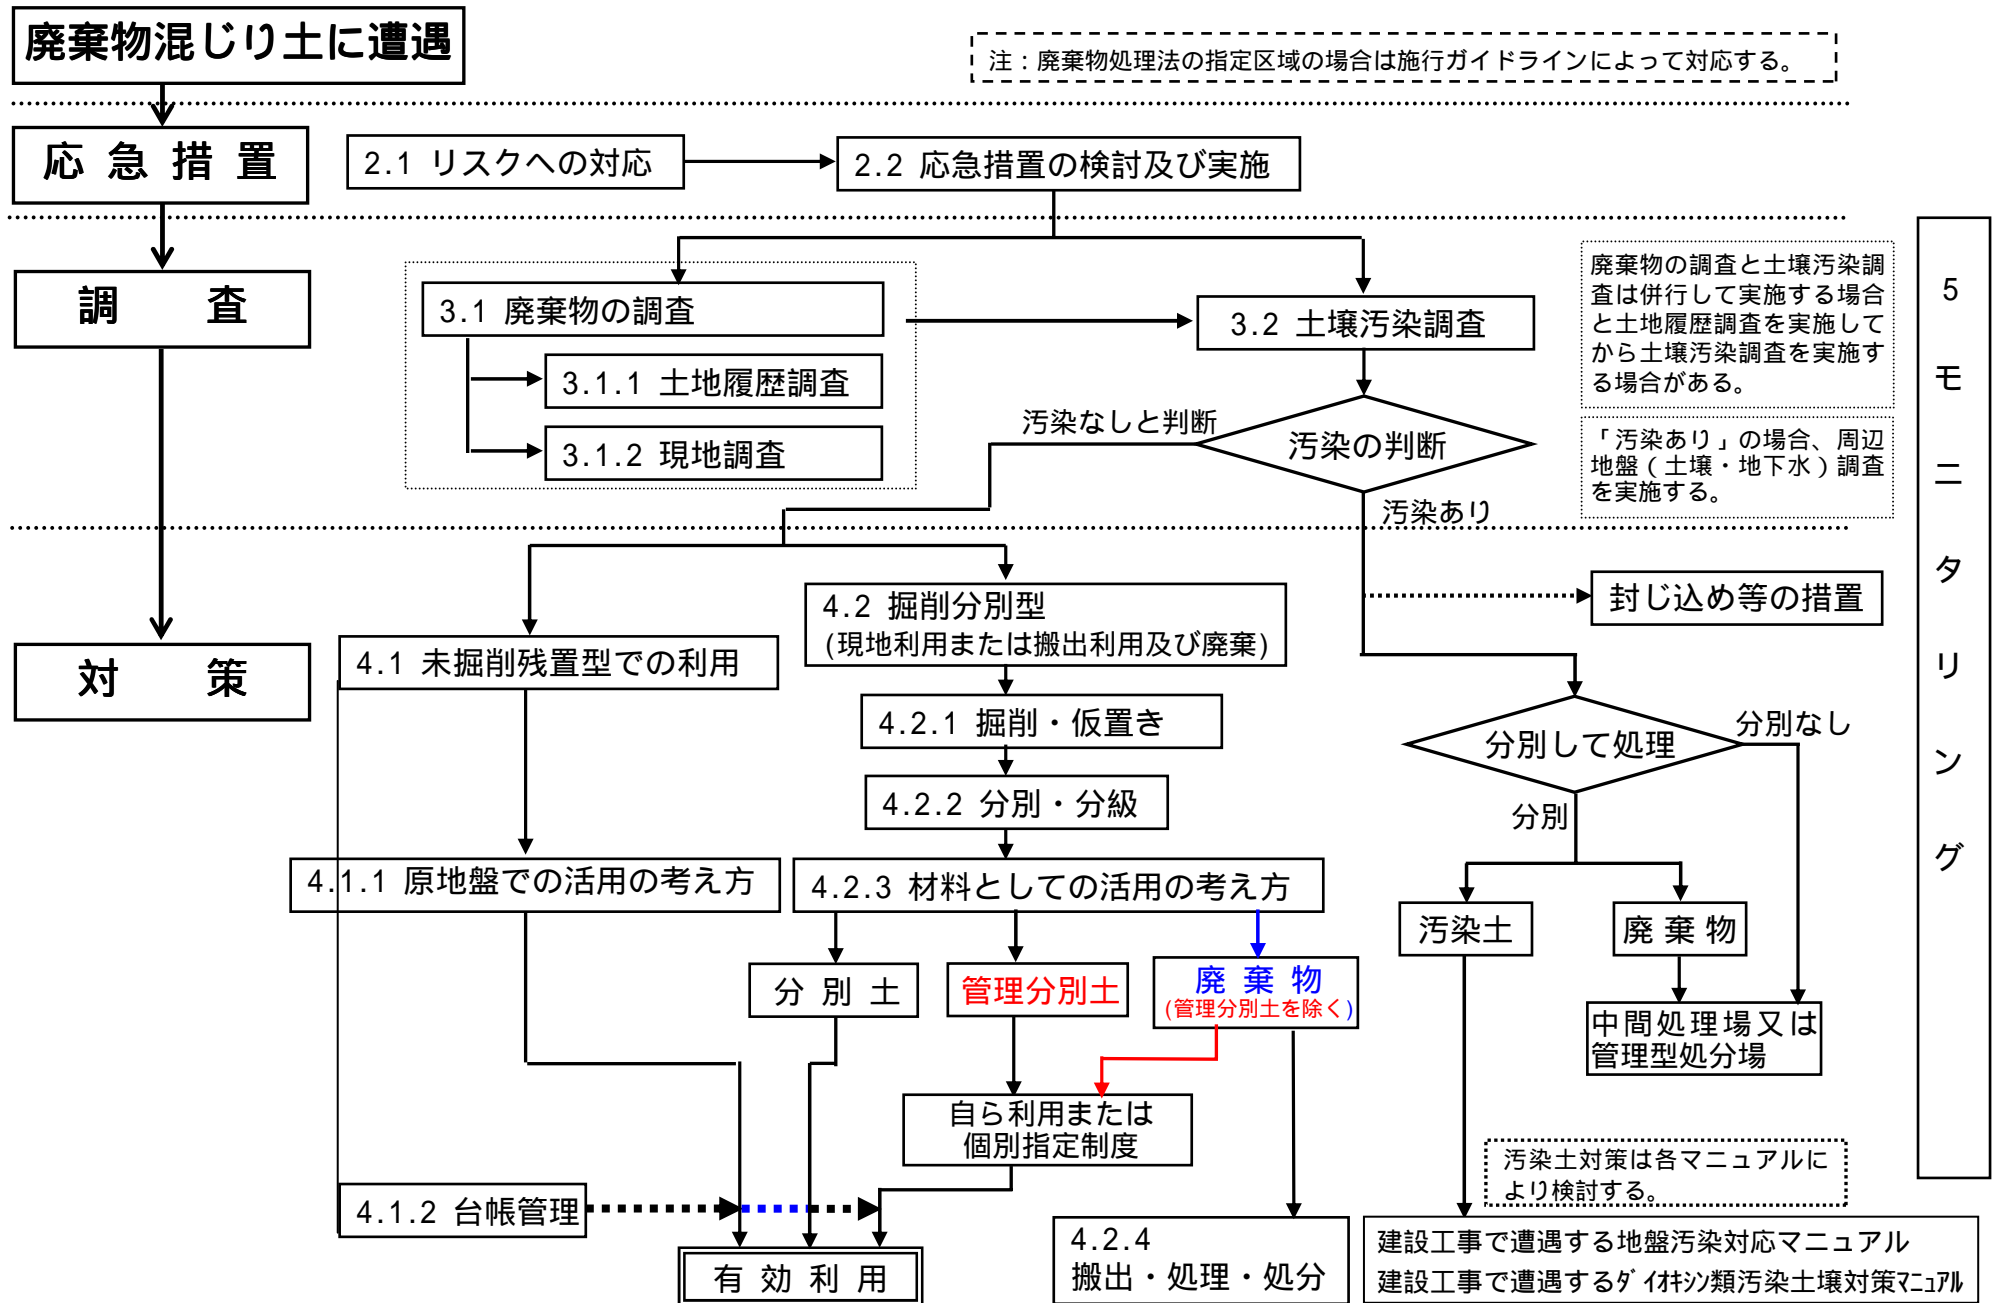 廃棄物混じり土に遭遇
注：廃棄物処理法の指定区域の場合は施行ガイドラインによって対応する。
応 急 措 置
2.1 リスクへの対応
2.2 応急措置の検討及び実施
調　　査
3.1 廃棄物の調査
3.1.1 土地履歴調査
3.1.2 現地調査
3.2 土壌汚染調査
廃棄物の調査と土壌汚染調
査は併行して実施する場合
と土地履歴調査を実施して
から土壌汚染調査を実施す
る場合がある。
「汚染あり」の場合、周辺
地盤（土壌・地下水）調査
を実施する。
汚染なしと判断
汚染の判断
汚染あり
対　　策
4.1 未掘削残置型での利用
4.2 掘削分別型
(現地利用または搬出利用及び廃棄)
封じ込め等の措置
4.2.1 掘削・仮置き
4.2.2 分別・分級
分別して処理
分別なし
分別
4.1.1 原地盤での活用の考え方
4.2.3 材料としての活用の考え方
汚染土
廃 棄 物
分 別 土
管理分別土
廃 棄 物
(管理分別土を除く)
中間処理場又は
管理型処分場
自ら利用または
個別指定制度
汚染土対策は各マニュアルに
より検討する。
4.1.2 台帳管理
有 効 利 用
4.2.4
搬出・処理・処分
建設工事で遭遇する地盤汚染対応マニュアル
建設工事で遭遇するﾀﾞｲｵｷｼﾝ類汚染土壌対策ﾏﾆｭｱﾙ
5
モ
ニ
タ
リ
ン
グ